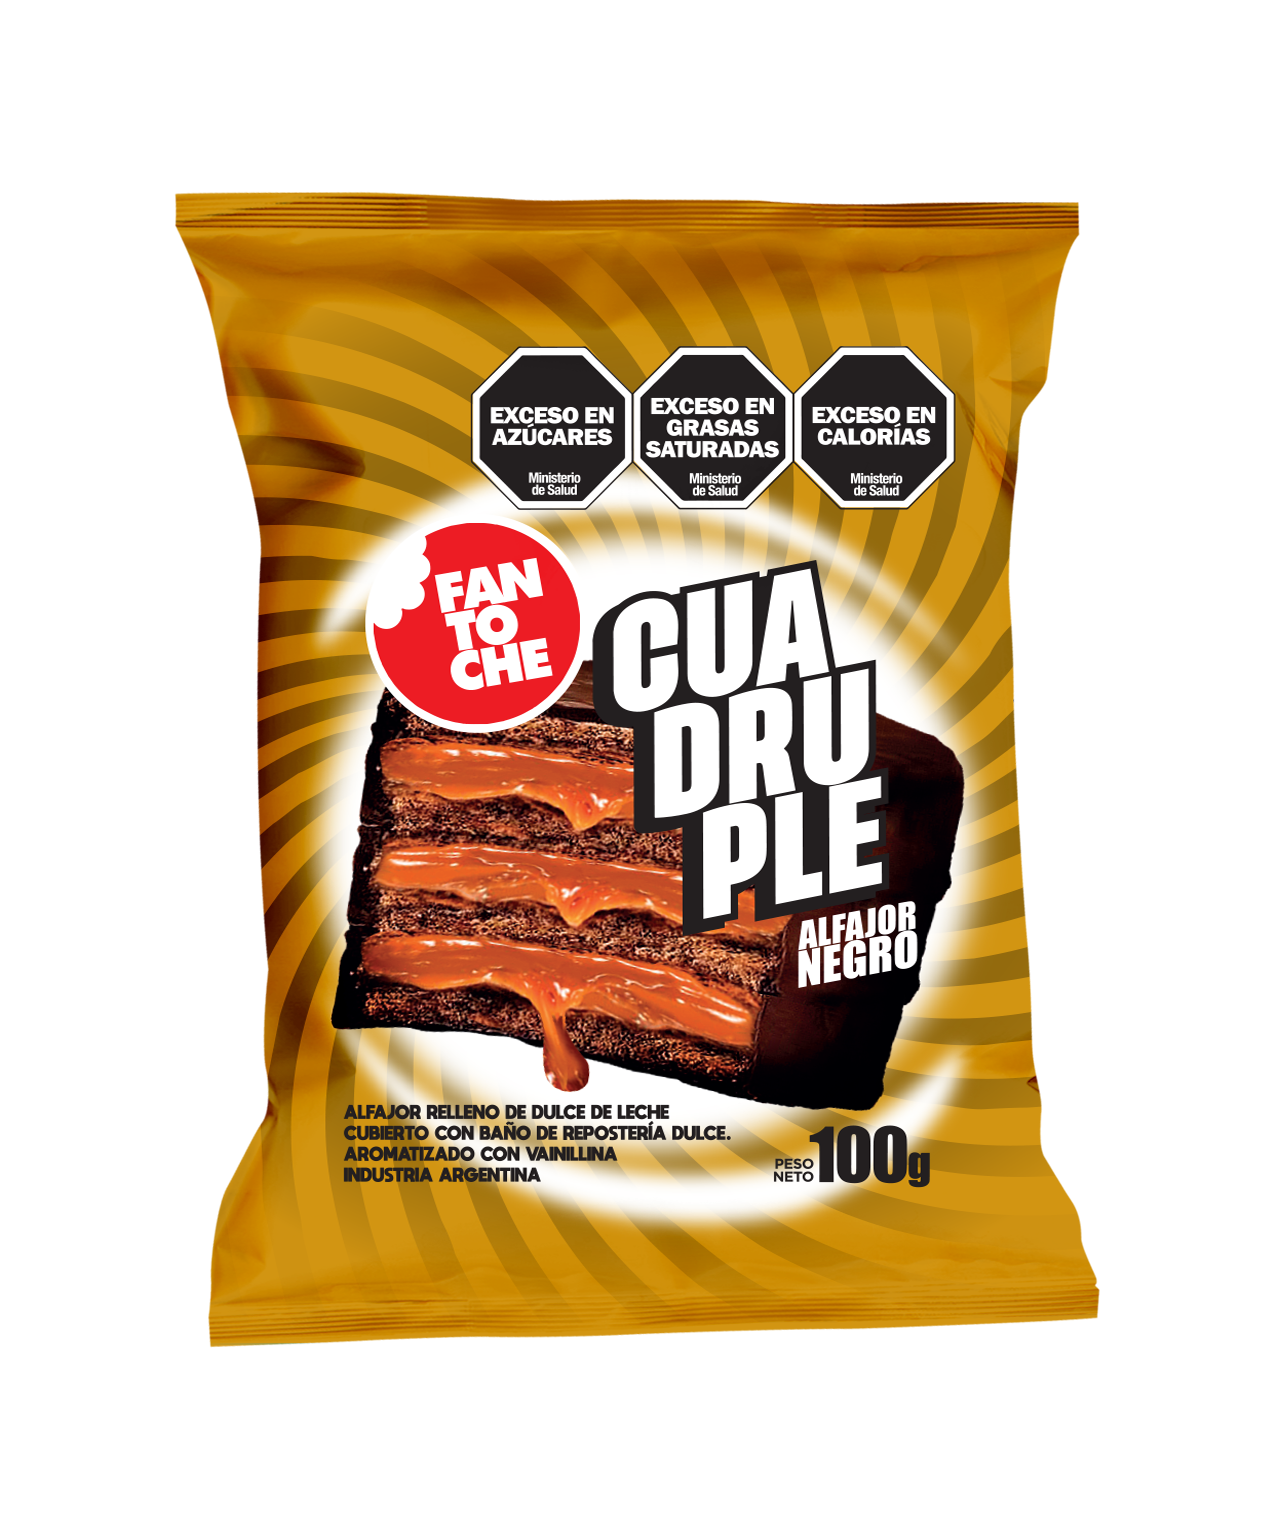 EXCESO EN
AZÚCARES
Ministerio
de Salud
EXCESO EN
GRASAS
SATURADAS
Ministerio
de Salud
EXCESO EN
CALORÍAS
Ministerio
de Salud
FAN
TO
CHE
CUA
DRU
PLE
ALFAJOR
NEGRO
ALFAJOR RELLENO DE DULCE DE LECHE
CUBIERTO CON BAÑO DE REPOSTERÍA DULCE.
AROMATIZADO CON VAINILLINA
INDUSTRIA ARGENTINA
PESO
NETO 100g